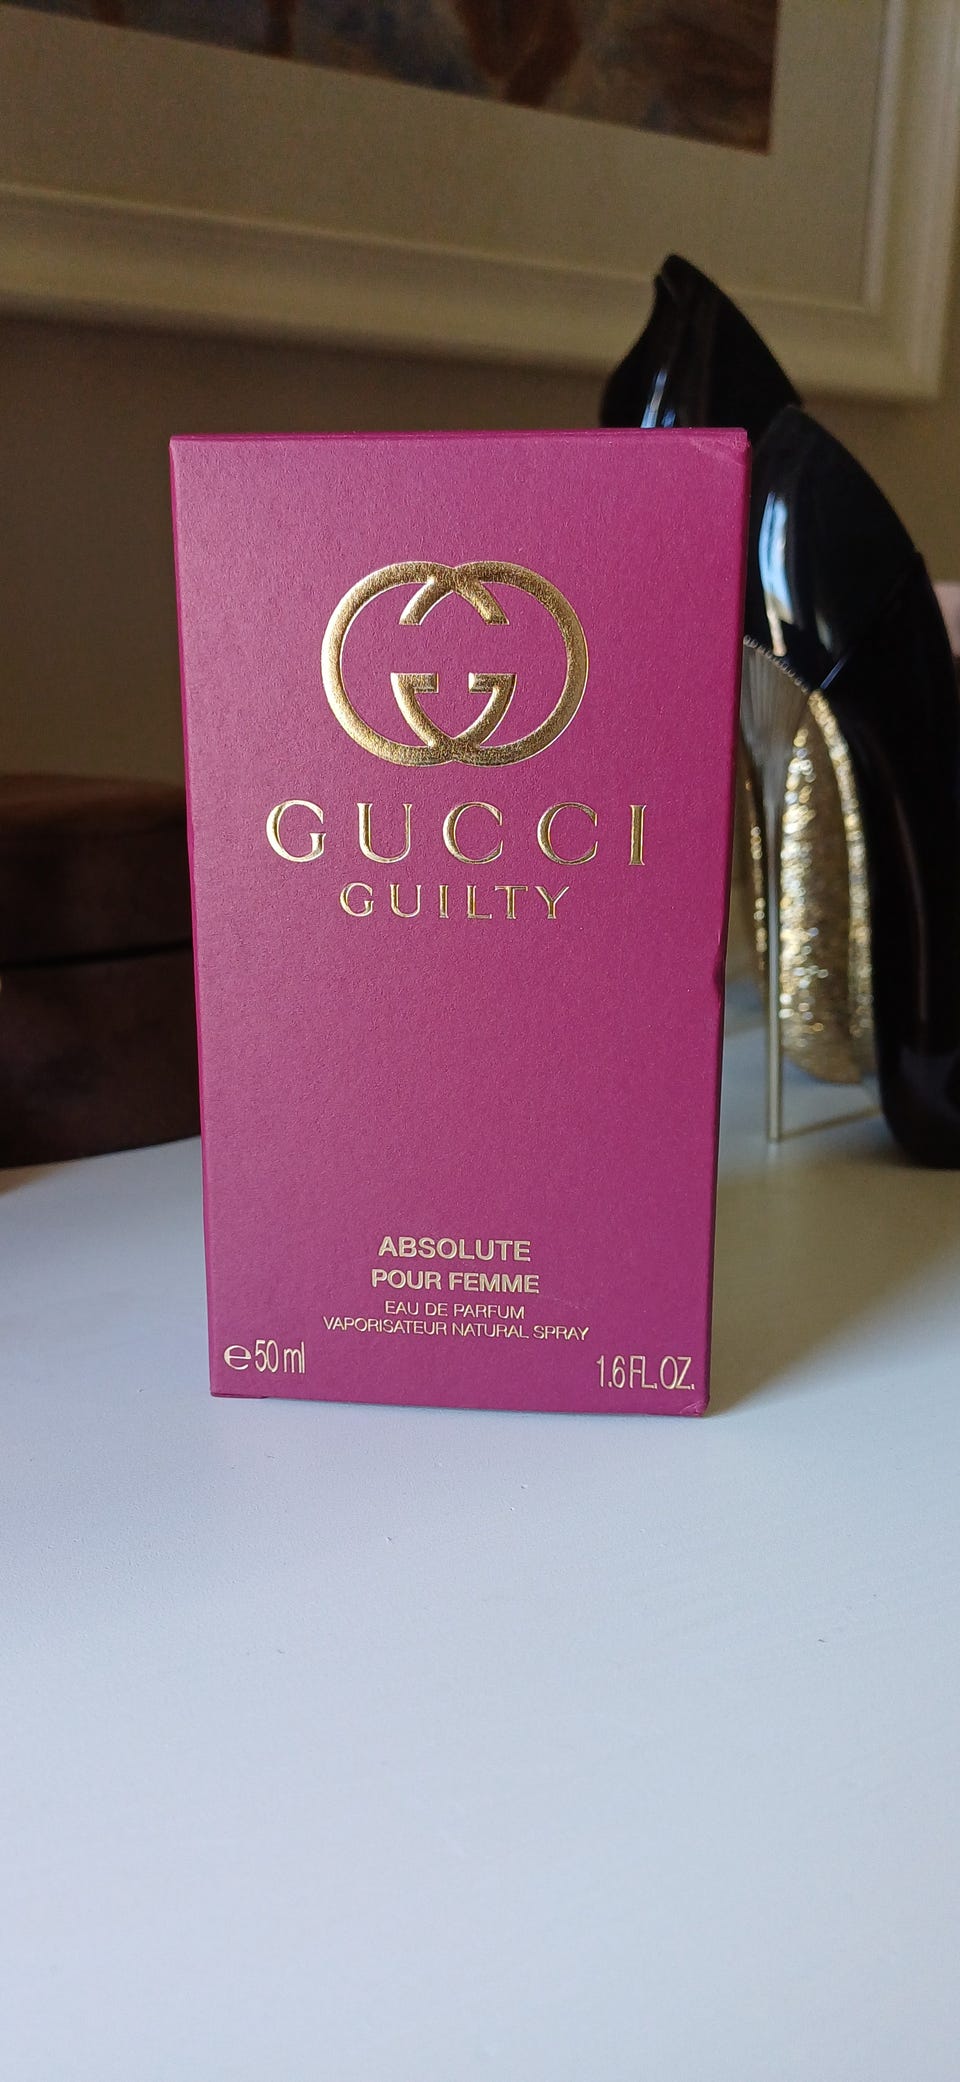 GUCCI
GUILTY
ABSOLUTE
POUR FEMME
EAU DE PARFUM
VAPORISATEUR NATURAL SPRAY
℮50 ml
1.6 FL.OZ.